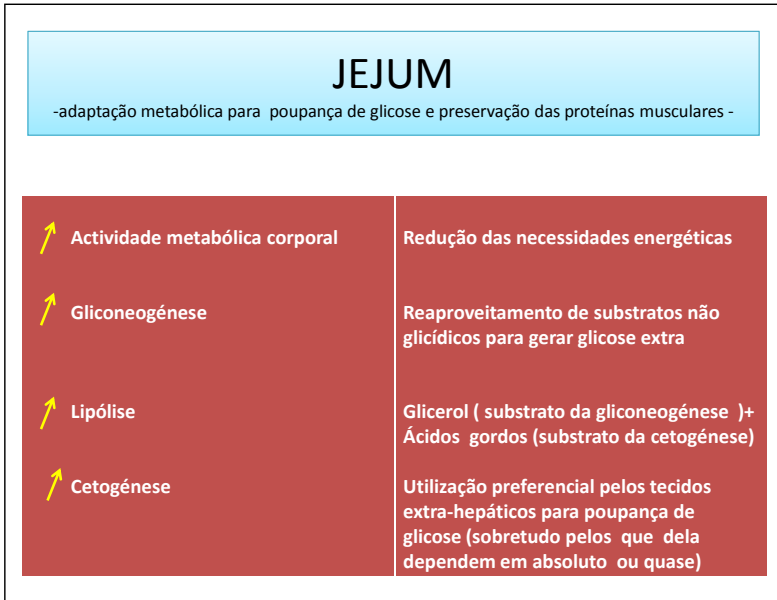 JEJUM
-adaptação metabólica para poupança de glicose e preservação das proteínas musculares -
Actividade metabólica corporal
Redução das necessidades energéticas
Gliconeogénese
Reaproveitamento de substratos não
glicídicos para gerar glicose extra
Lipólise
Glicerol ( substrato da gliconeogénese )+
Ácidos gordos (substrato da cetogénese)
Cetogénese
Utilização preferencial pelos tecidos
extra-hepáticos para poupança de
glicose (sobretudo pelos que dela
dependem em absoluto ou quase)